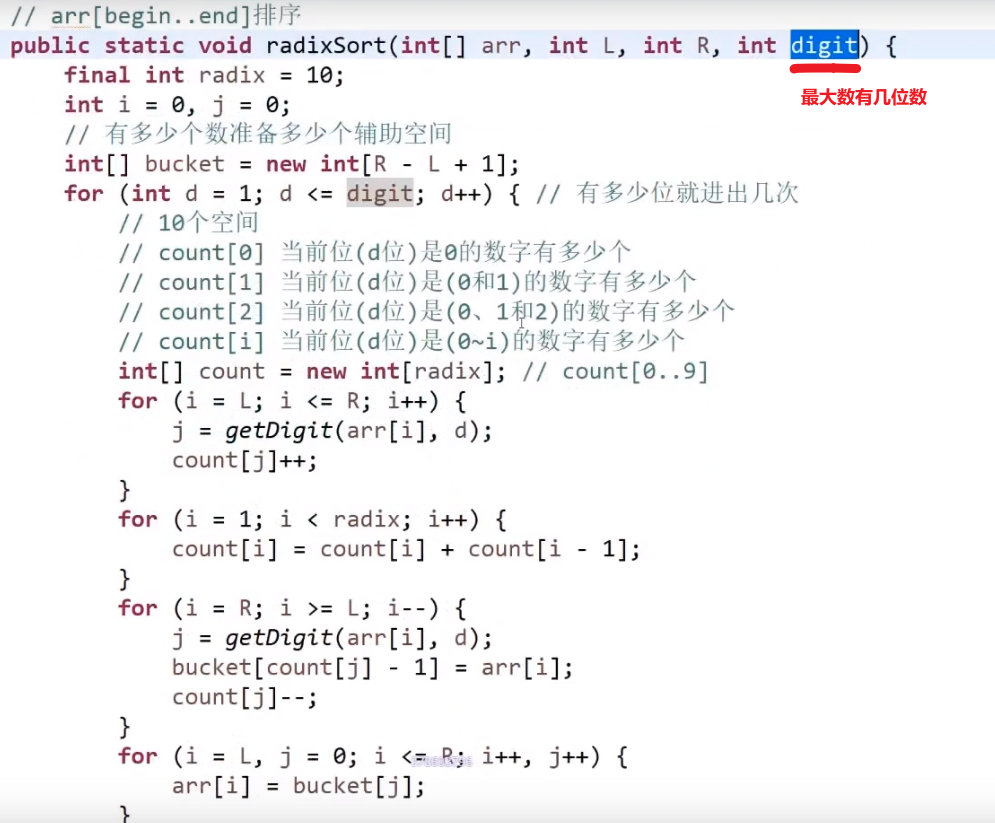 // arr[begin..end]排序
public static void radixSort(int[] arr, int L, int R, int digit) {
最大数有几位数
final int radix = 10;
int i = 0, j = 0;
// 有多少个数准备多少个辅助空间
int[] bucket = new int[R - L + 1];
for (int d = 1; d <= digit; d++) { // 有多少位就进出几次
// 10个空间
// count[0] 当前位(d位)是0的数字有多少个
// count[1] 当前位(d位)是(0和1)的数字有多少个
// count[2] 当前位(d位)是(0、1和2)的数字有多少个
// count[i] 当前位(d位)是(0~i)的数字有多少个
int[] count = new int[radix]; // count[0..9]
for (i = L; i <= R; i++) {
j = getDigit(arr[i], d);
count[j]++;
}
for (i = 1; i < radix; i++) {
count[i] = count[i] + count[i - 1];
}
for (i = R; i >= L; i--) {
j = getDigit(arr[i], d);
bucket[count[j] - 1] = arr[i];
count[j]--;
}
for (i = L, j = 0; i <= R; i++, j++) {
arr[i] = bucket[j];
}